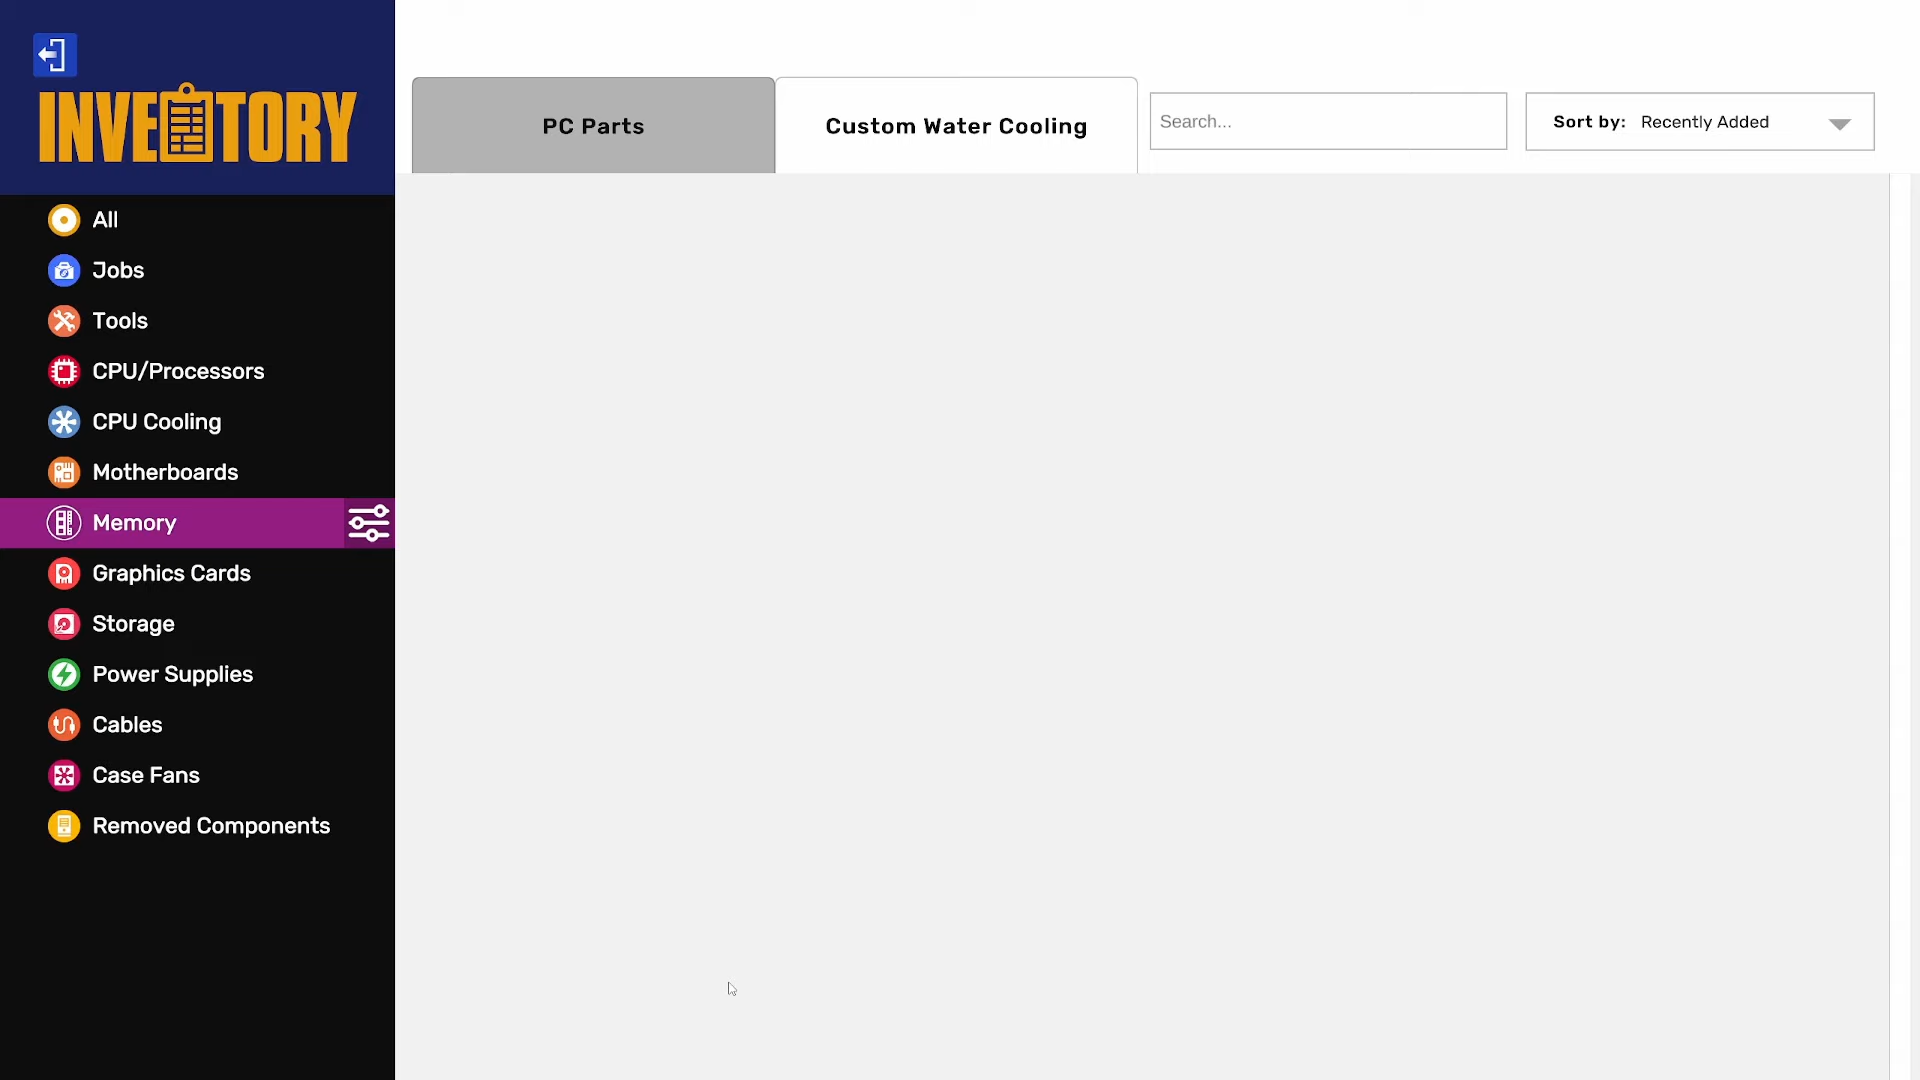 INVENTORY
PC Parts
Custom Water Cooling
Search...
Sort by: Recently Added
All
Jobs
Tools
CPU/Processors
CPU Cooling
Motherboards
Memory
Graphics Cards
Storage
Power Supplies
Cables
Case Fans
Removed Components